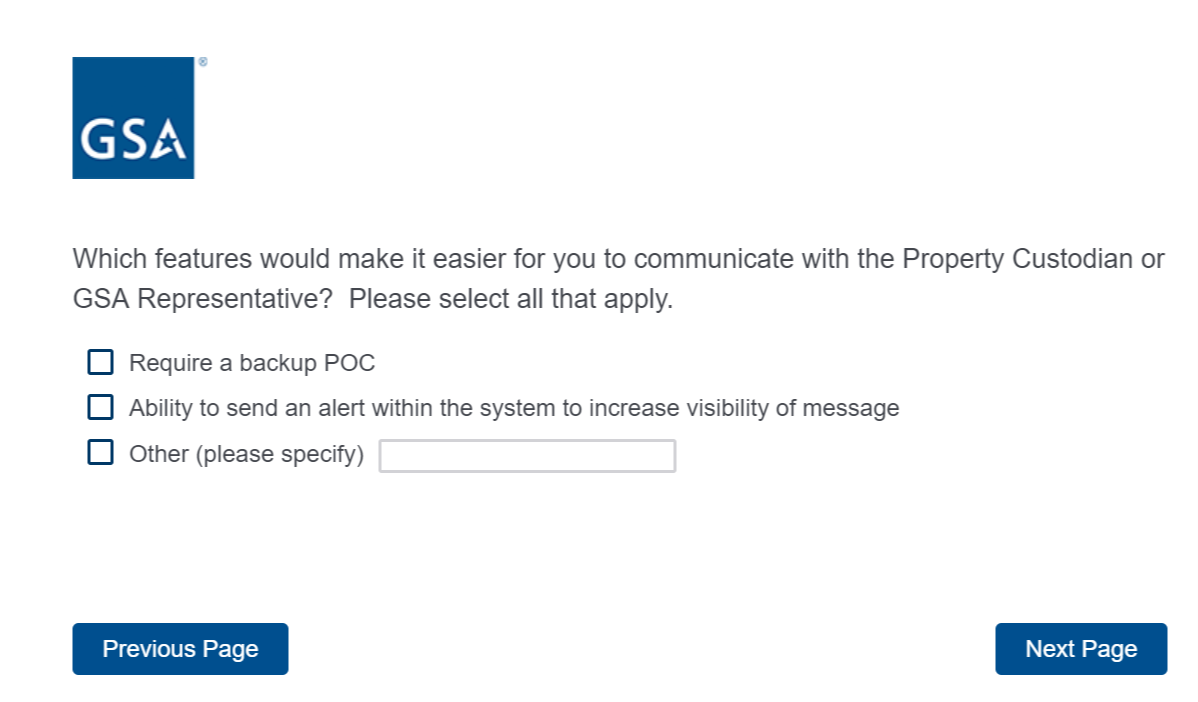 GSA
®
Which features would make it easier for you to communicate with the Property Custodian or
GSA Representative?  Please select all that apply.
Require a backup POC
Ability to send an alert within the system to increase visibility of message
Other (please specify)
Previous Page
Next Page